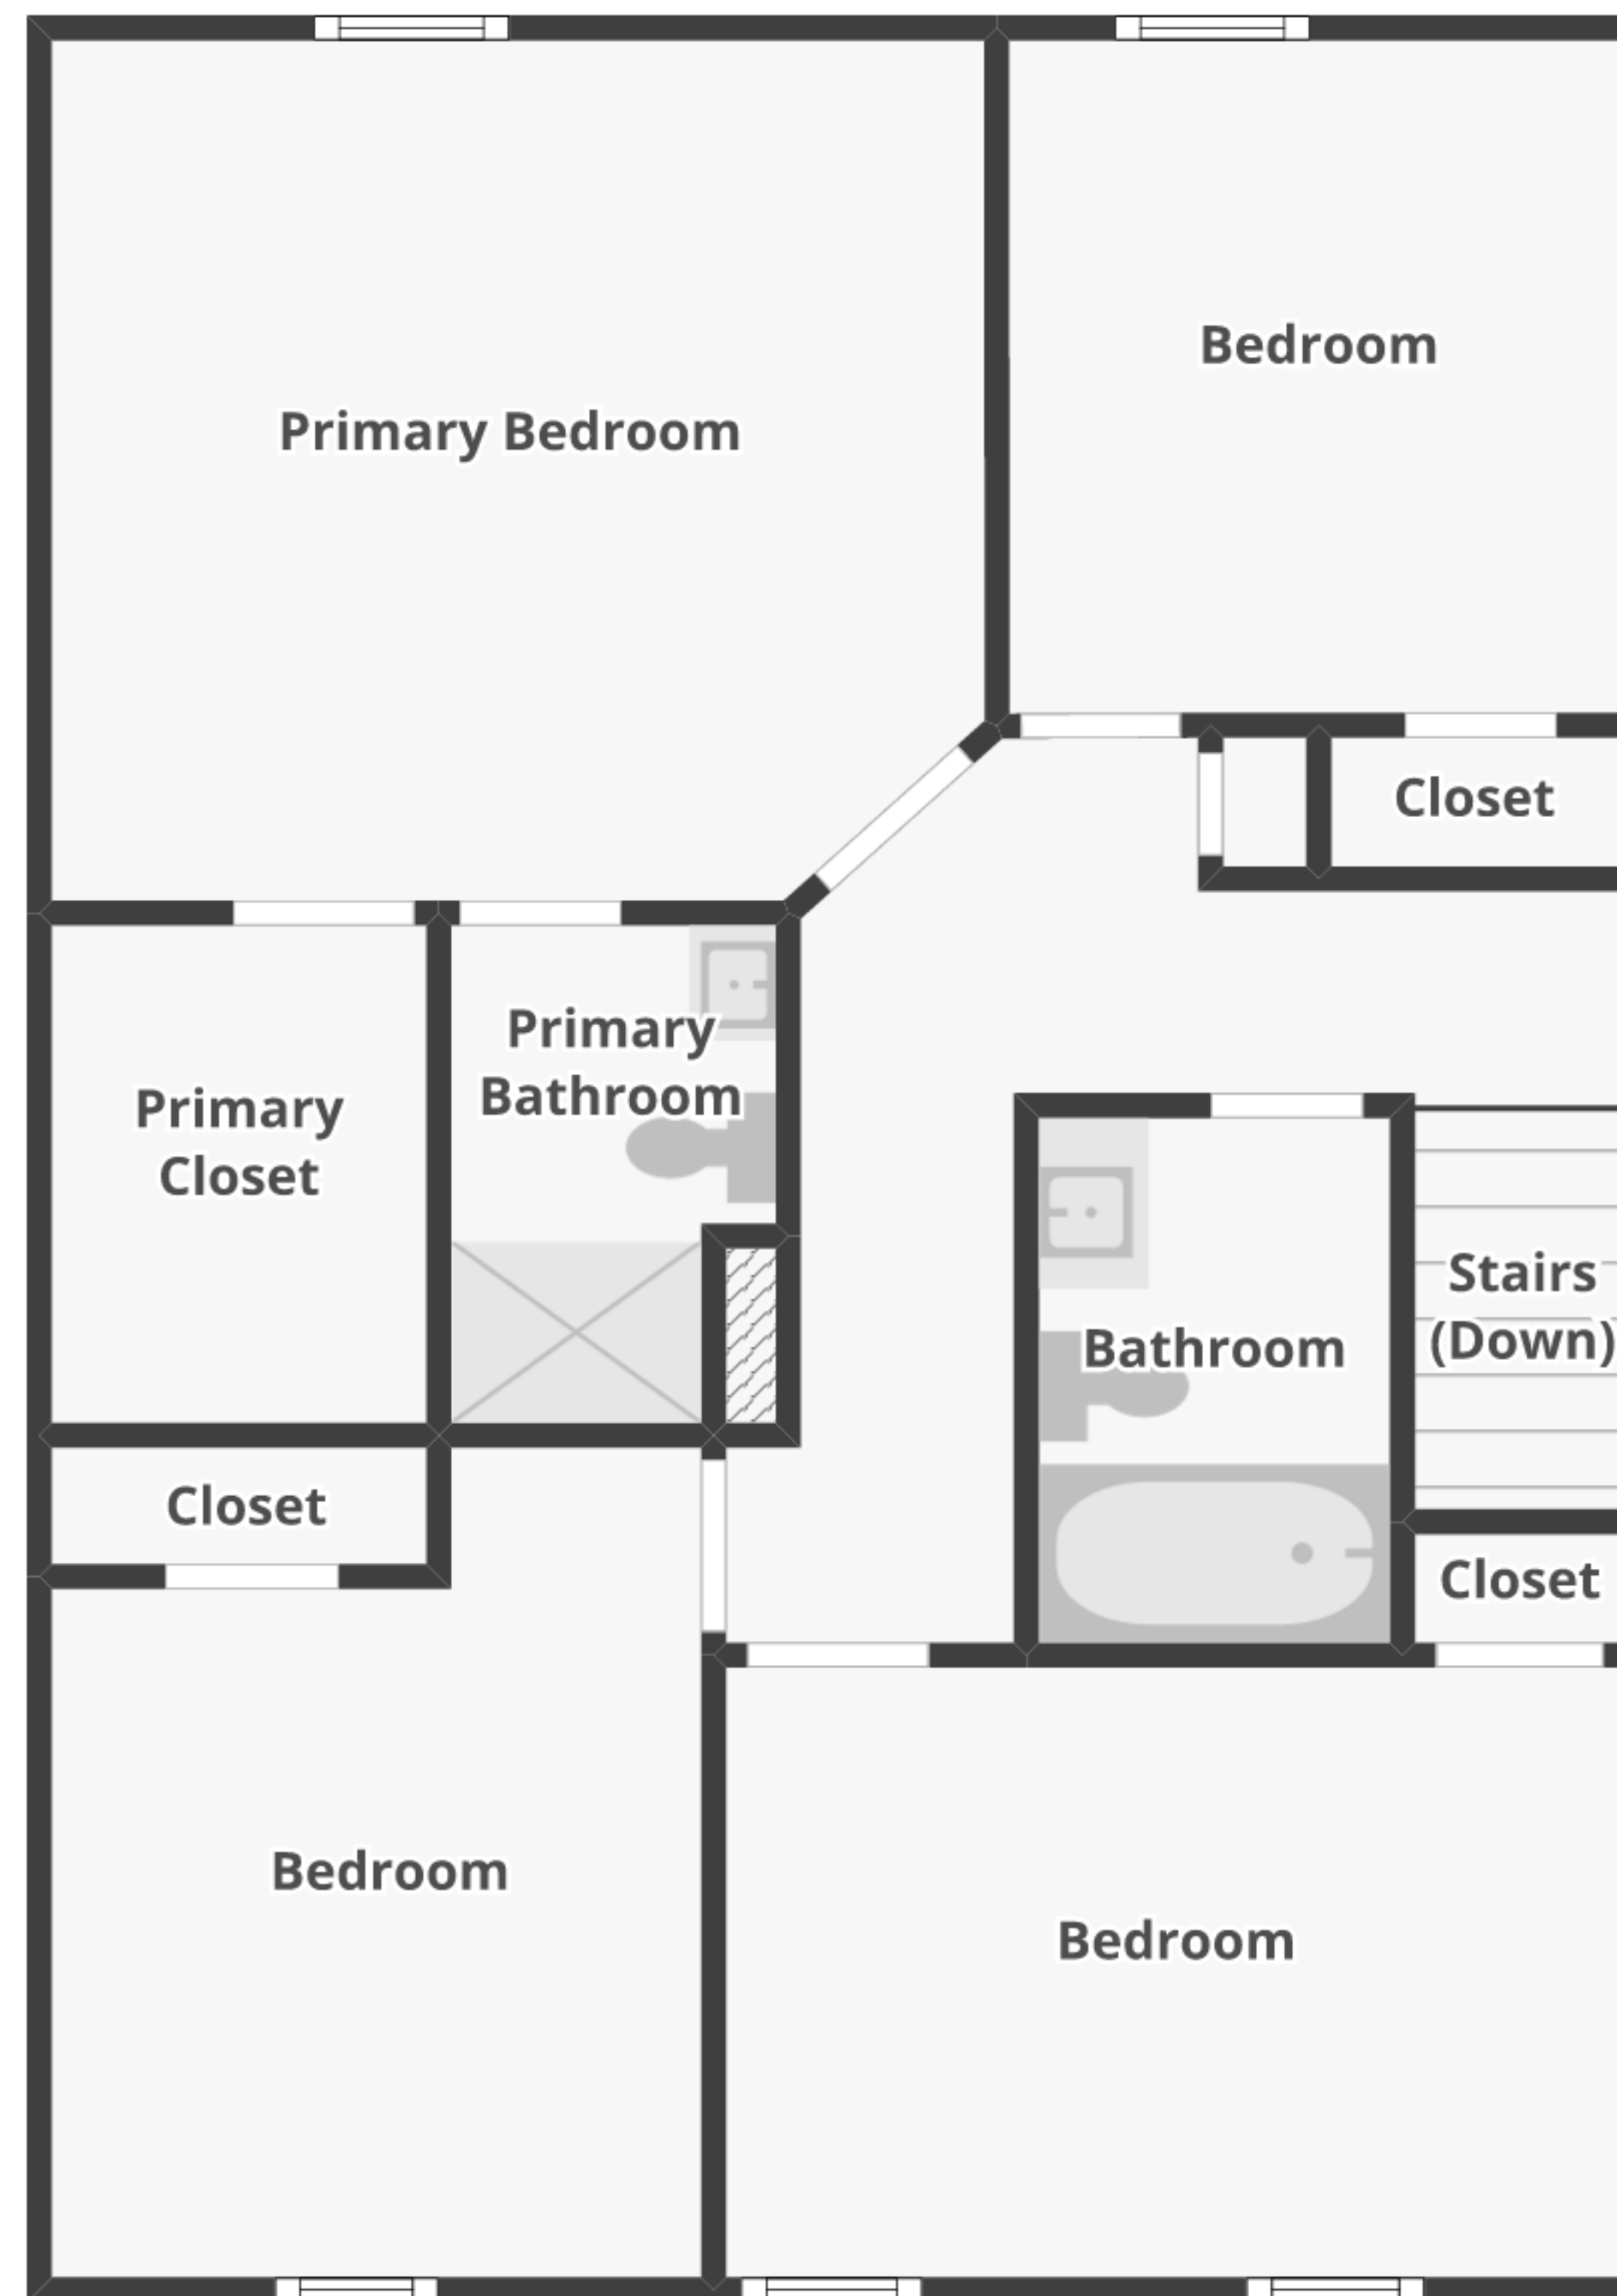 Bedroom
Primary Bedroom
Closet
Primary
Bathroom
Primary
Closet
Stairs
(Down)
Bathroom
Closet
Closet
Bedroom
Bedroom